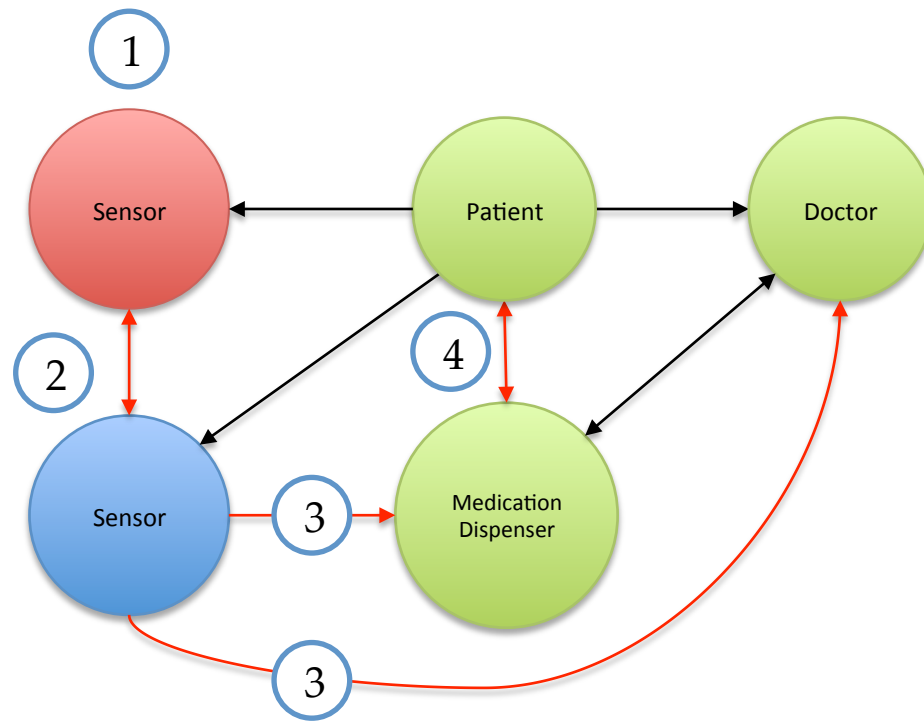 1
Sensor
Patient
Doctor
2
4
Sensor
3
Medication
Dispenser
3